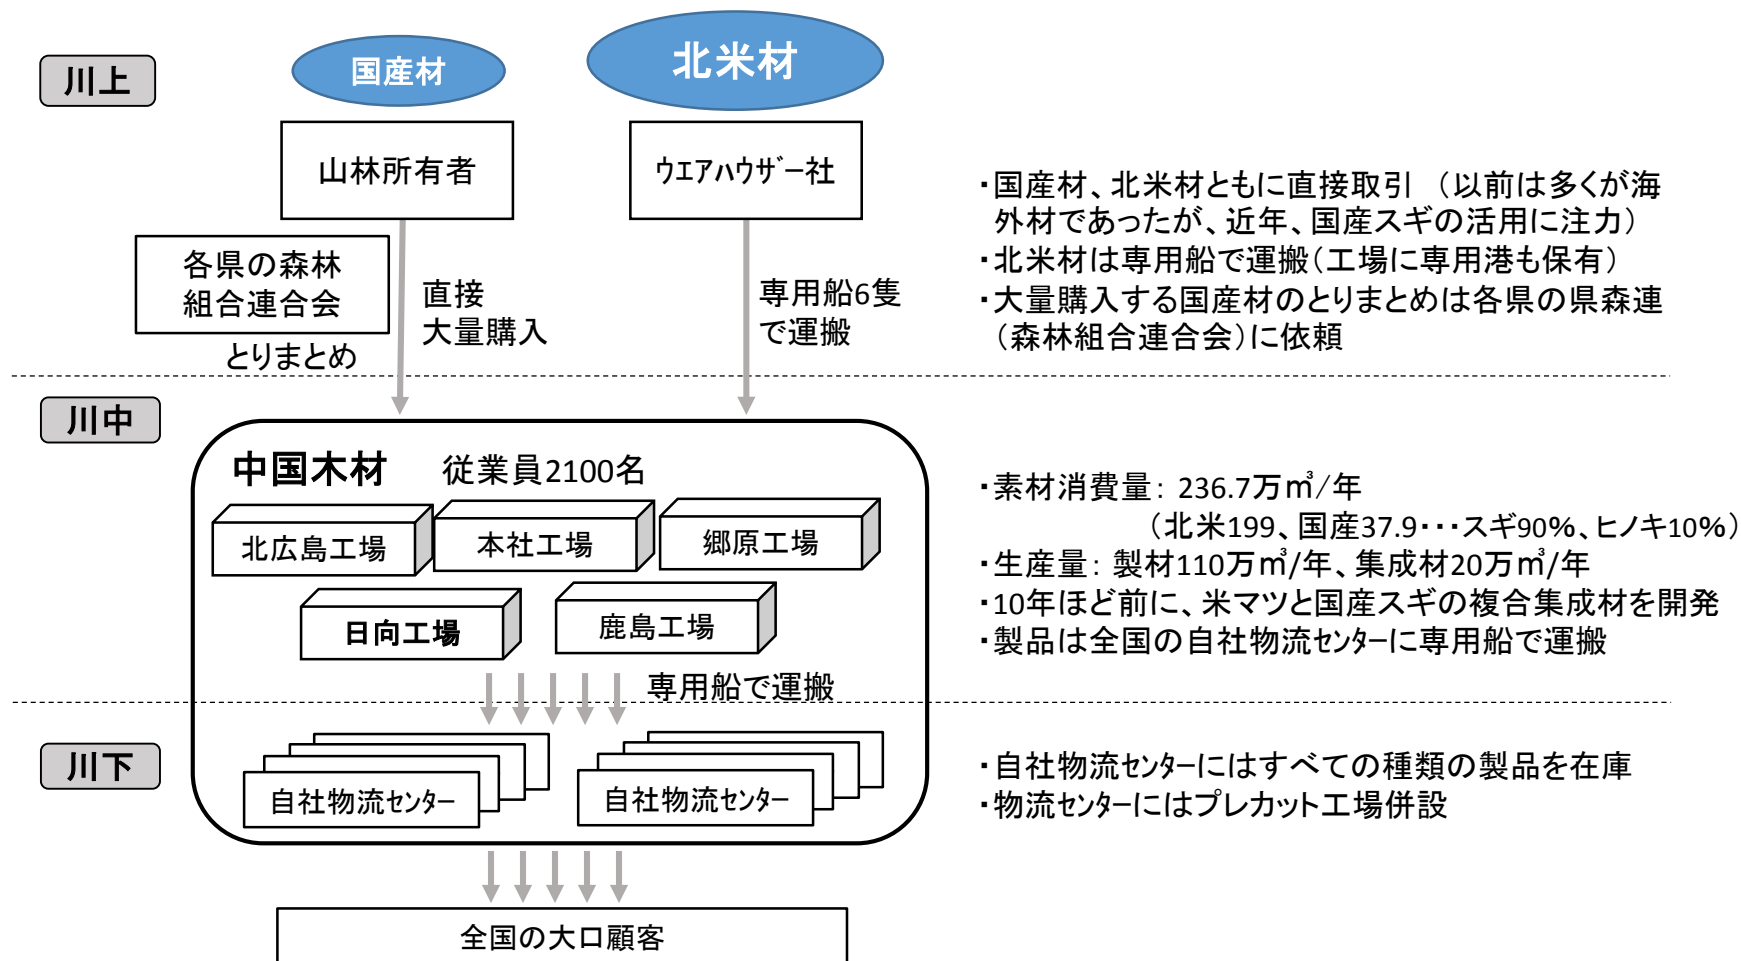 川上
国産材
北米材
山林所有者
ｳｴｱﾊｳｻﾞｰ社
各県の森林
組合連合会
とりまとめ
直接
大量購入
専用船6隻
で運搬
・国産材、北米材ともに直接取引 （以前は多くが海
外材であったが、近年、国産スギの活用に注力）
・北米材は専用船で運搬（工場に専用港も保有）
・大量購入する国産材のとりまとめは各県の県森連
（森林組合連合会）に依頼
川中
中国木材 従業員2100名
北広島工場
本社工場
郷原工場
日向工場
鹿島工場
専用船で運搬
・素材消費量： 236.7万㎥/年
（北米199、国産37.9・・・スギ90%、ヒノキ10%）
・生産量： 製材110万㎥/年、集成材20万㎥/年
・10年ほど前に、米マツと国産スギの複合集成材を開発
・製品は全国の自社物流ｾﾝﾀｰに専用船で運搬
川下
自社物流ｾﾝﾀｰ
自社物流ｾﾝﾀｰ
・自社物流ｾﾝﾀｰにはすべての種類の製品を在庫
・物流ｾﾝﾀｰにはプレカット工場併設
全国の大口顧客